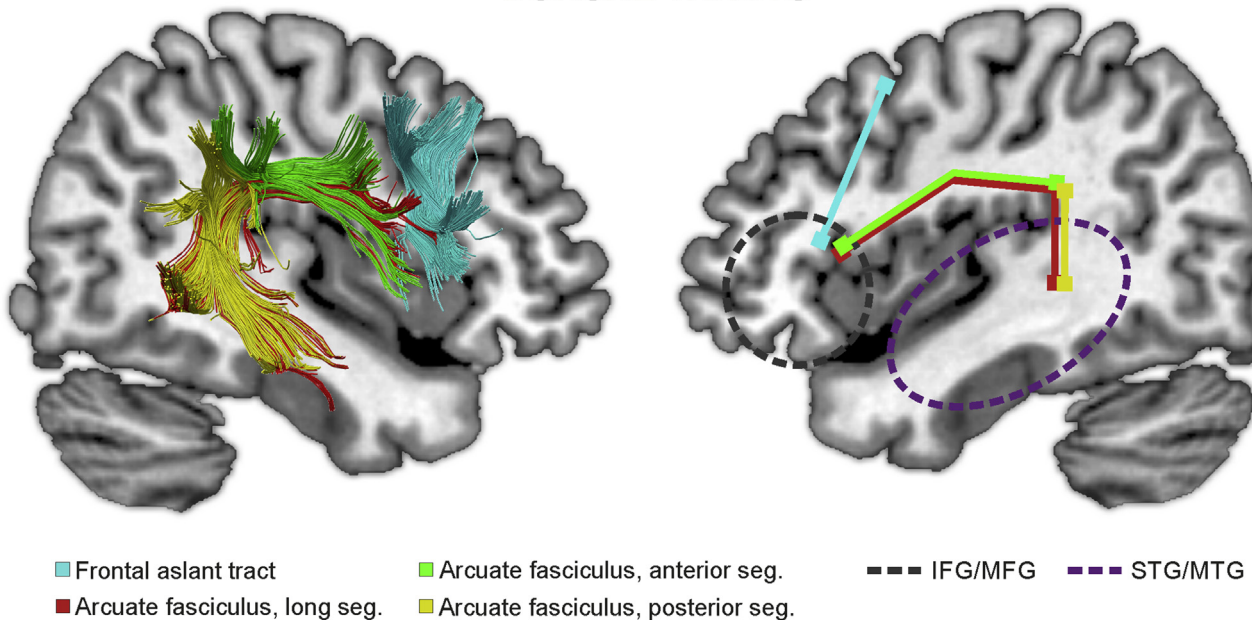 Frontal aslant tract
Arcuate fasciculus, anterior seg.
IFG/MFG
STG/MTG
Arcuate fasciculus, long seg.
Arcuate fasciculus, posterior seg.